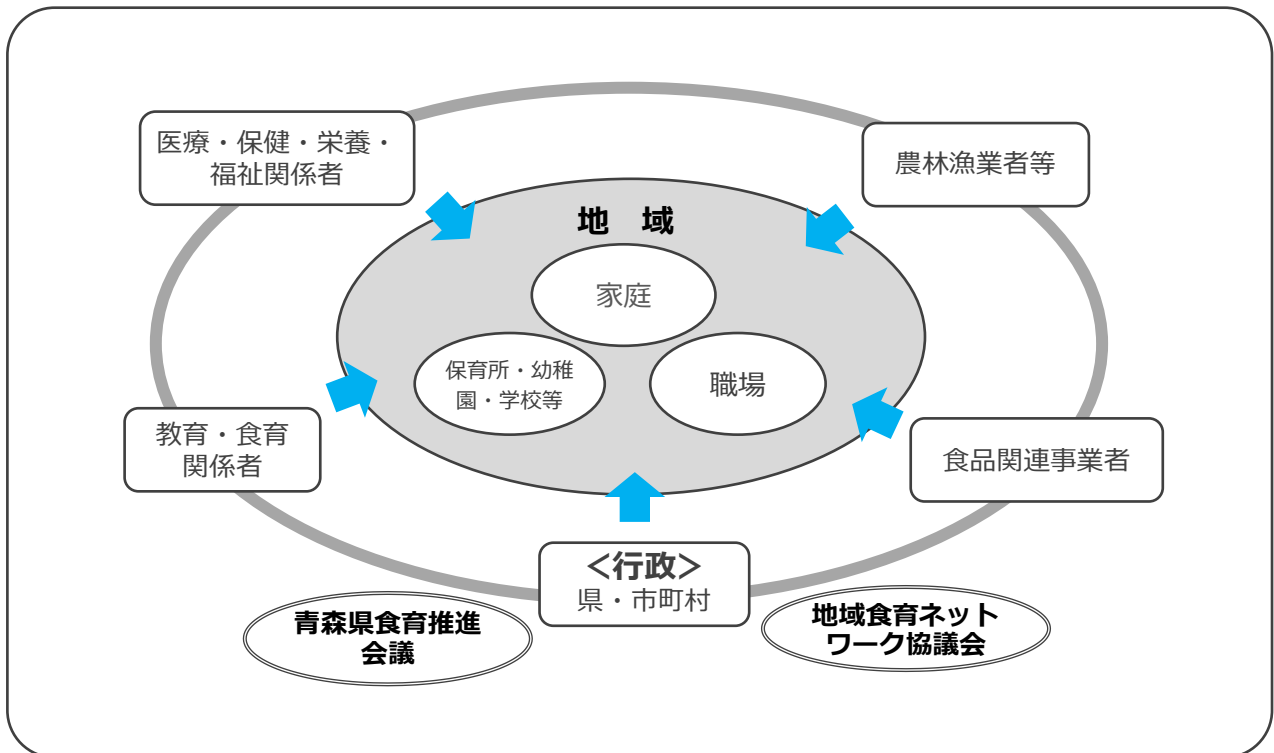 医療・保健・栄養・
福祉関係者
農林漁業者等
地　域
家庭
保育所・幼稚
園・学校等
職場
教育・食育
関係者
食品関連事業者
＜行政＞
県・市町村
青森県食育推進
会議
地域食育ネット
ワーク協議会